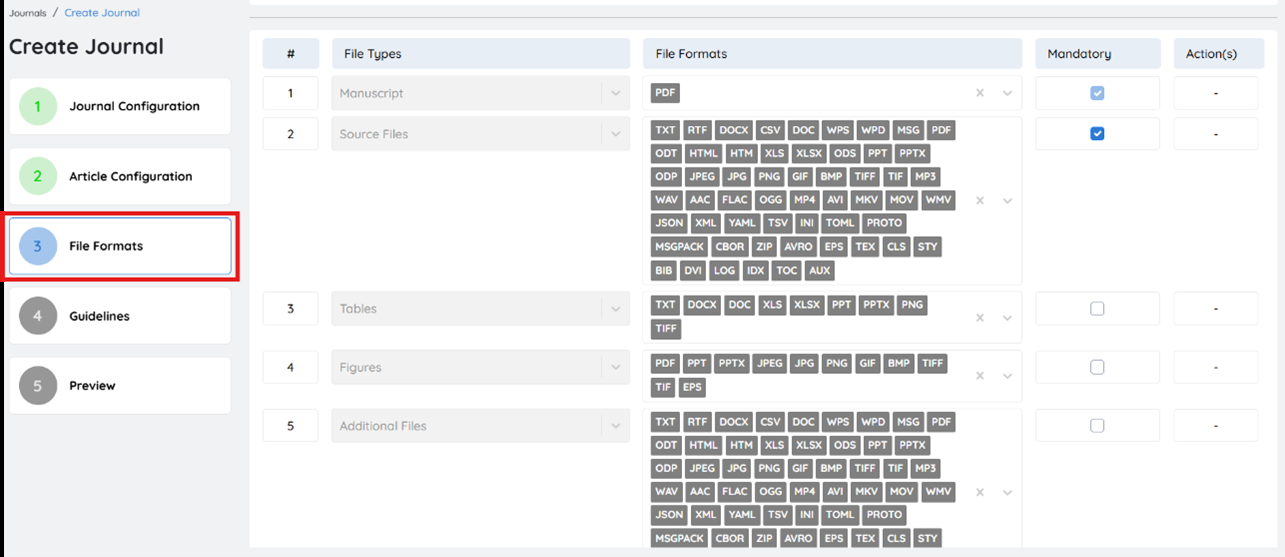 Journals / Create Journal
Create Journal
1 Journal Configuration
2 Article Configuration
3 File Formats
4 Guidelines
5 Preview
# File Types File Formats Mandatory Action(s)
1 Manuscript PDF -
2 Source Files TXT RTF DOCX CSV DOC WPS WPD MSG PDF -
ODT HTML HTM XLS XLSX ODS PPT PPTX
ODP JPEG JPG PNG GIF BMP TIFF TIF MP3
WAV AAC FLAC OGG MP4 AVI MKV MOV WMV
JSON XML YAML TSV INI TOML PROTO
MSGPACK CBOR ZIP AVRO EPS TEX CLS STY
BIB DVI LOG IDX TOC AUX
3 Tables TXT DOCX DOC XLS XLSX PPT PPTX PNG -
TIFF
4 Figures PDF PPT PPTX JPEG JPG PNG GIF BMP TIFF -
TIF EPS
5 Additional Files TXT RTF DOCX CSV DOC WPS WPD MSG PDF -
ODT HTML HTM XLS XLSX ODS PPT PPTX
ODP JPEG JPG PNG GIF BMP TIFF TIF MP3
WAV AAC FLAC OGG MP4 AVI MKV MOV WMV
JSON XML YAML TSV INI TOML PROTO
MSGPACK CBOR ZIP AVRO EPS TEX CLS STY